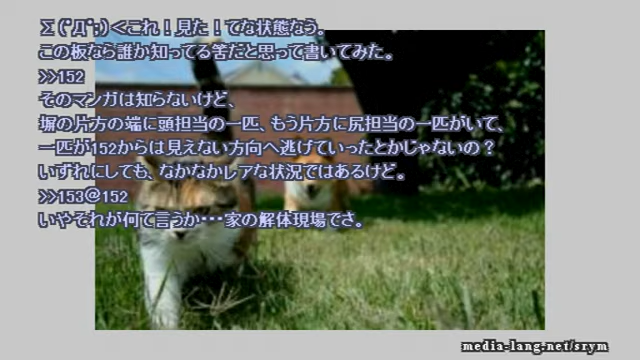 Σ(ﾟДﾟ;)＜これ！見た！てな状態なう。
この板なら誰か知ってる筈だと思って書いてみた。
>>152
そのマンガは知らないけど、
塀の片方の端に頭担当の一匹、もう片方に尻担当の一匹がいて、
一匹が152からは見えない方向へ逃げていったとかじゃないの？
いずれにしても、なかなかレアな状況ではあるけど。
>>153@152
いやそれが何て言うか・・・家の解体現場でさ。
media-lang.net/srym